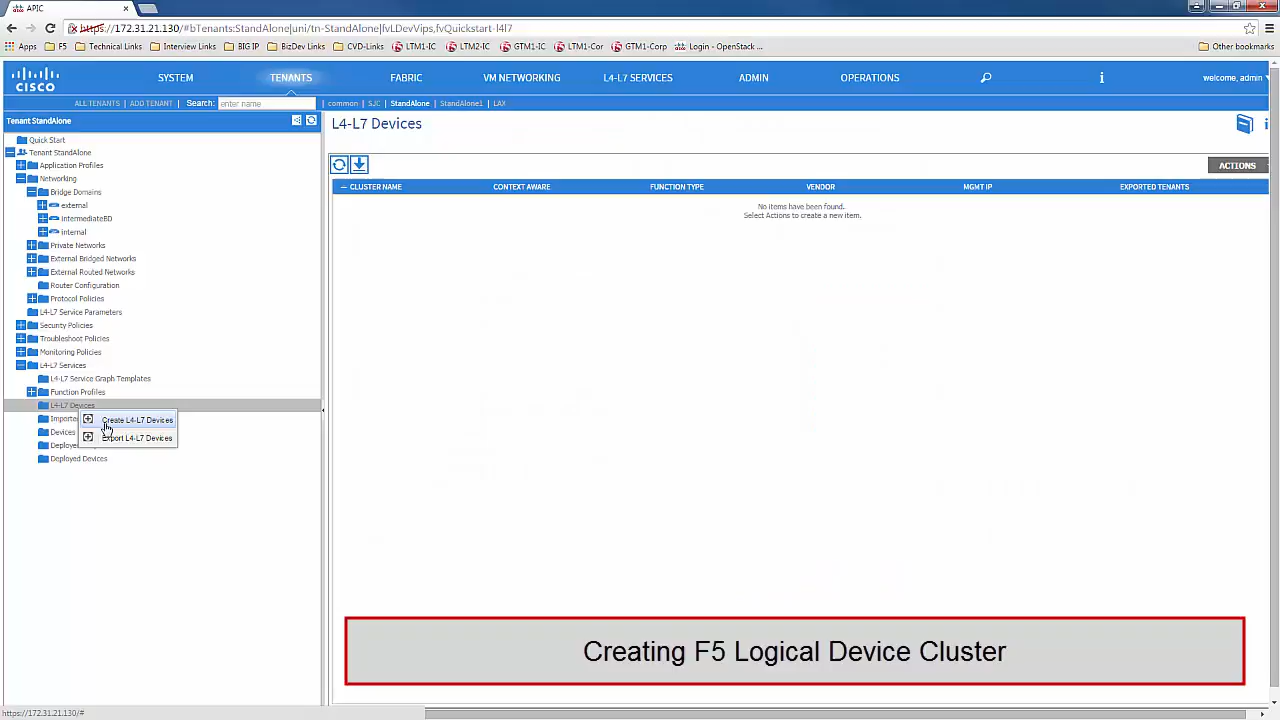 APIC
https://172.31.21.130/#bTenants:StandAlone|uni/tn-StandAlone|fvLDevVips,fvQuickstart-l4l7
Apps F5 Technical Links Interview Links BIG IP BizDev Links CVD-Links LTM1-IC LTM2-IC GTM1-IC LTM1-Cor GTM1-Corp Login - OpenStack ... Other bookmarks
CISCO SYSTEM TENANTS FABRIC VM NETWORKING L4-L7 SERVICES ADMIN OPERATIONS welcome, admin
ALL TENANTS | ADD TENANT | Search: enter name | common | SJC | StandAlone | StandAlone1 | LAX
Tenant StandAlone
Quick Start
Tenant StandAlone
Application Profiles
Networking
Bridge Domains
external
intermediateBD
internal
Private Networks
External Bridged Networks
External Routed Networks
Router Configuration
Protocol Policies
L4-L7 Service Parameters
Security Policies
Troubleshoot Policies
Monitoring Policies
L4-L7 Services
L4-L7 Service Graph Templates
Function Profiles
L4-L7 Devices
Devices
Deployed Devices
Create L4-L7 Devices
Export L4-L7 Devices
L4-L7 Devices
ACTIONS
CLUSTER NAME CONTEXT AWARE FUNCTION TYPE VENDOR MGMT IP EXPORTED TENANTS
No items have been found.
Select Actions to create a new item.
Creating F5 Logical Device Cluster
https://172.31.21.130/#